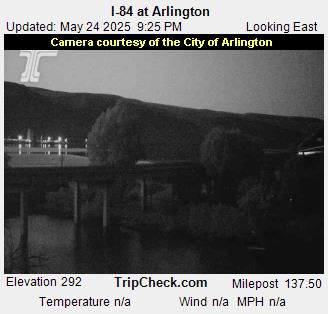 I-84 at Arlington
Updated: May 24 2025 9:25 PM Looking East
Camera courtesy of the City of Arlington
Elevation 292 TripCheck.com Milepost 137.50
Temperature n/a Wind n/a MPH n/a